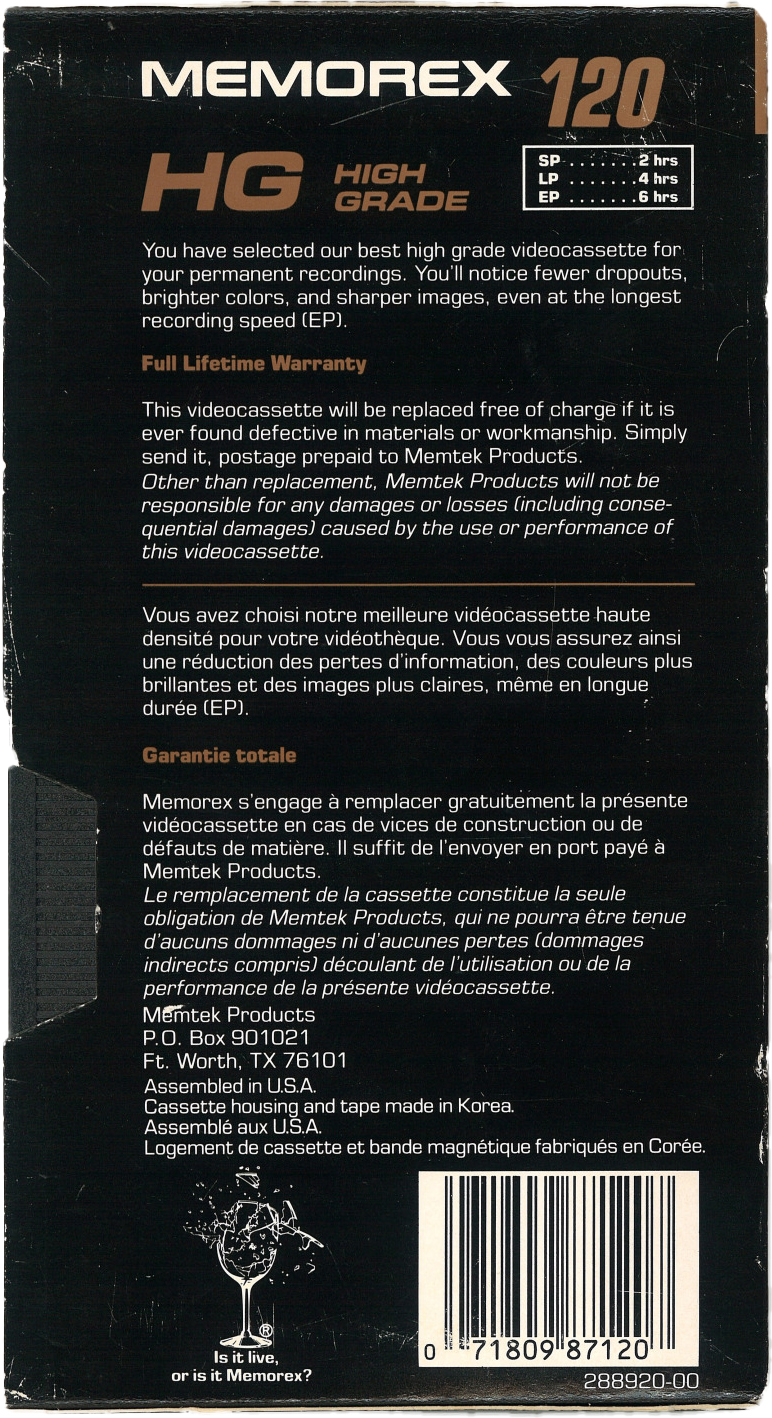 MEMOREX 120
HG HIGH GRADE
SP .......2 hrs
LP .......4 hrs
EP .......6 hrs
You have selected our best high grade videocassette for
your permanent recordings. You'll notice fewer dropouts,
brighter colors, and sharper images, even at the longest
recording speed (EP).
Full Lifetime Warranty
This videocassette will be replaced free of charge if it is
ever found defective in materials or workmanship. Simply
send it, postage prepaid to Memtek Products.
Other than replacement, Memtek Products will not be
responsible for any damages or losses (including conse-
quential damages) caused by the use or performance of
this videocassette.
Vous avez choisi notre meilleure vidéocassette haute
densité pour votre vidéothèque. Vous vous assurez ainsi
une réduction des pertes d'information, des couleurs plus
brillantes et des images plus claires, même en longue
durée (EP).
Garantie totale
Memorex s'engage à remplacer gratuitement la présente
vidéocassette en cas de vices de construction ou de
défauts de matière. Il suffit de l'envoyer en port payé à
Memtek Products.
Le remplacement de la cassette constitue la seule
obligation de Memtek Products, qui ne pourra être tenue
d'aucuns dommages ni d'aucunes pertes (dommages
indirects compris) découlant de l'utilisation ou de la
performance de la présente vidéocassette.
Memtek Products
P.O. Box 901021
Ft. Worth, TX 76101
Assembled in U.S.A.
Cassette housing and tape made in Korea.
Assemblé aux U.S.A.
Logement de cassette et bande magnétique fabriqués en Corée.
®
Is it live,
or is it Memorex?
0 71809 87120
288920-00